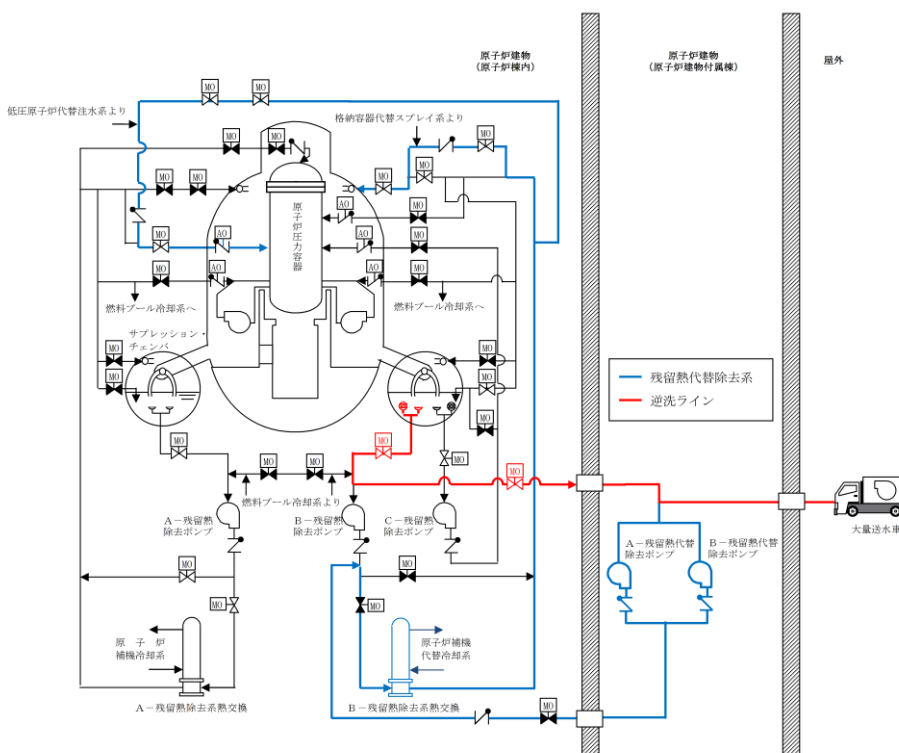 原子炉建物
(原子炉棟内)
原子炉建物
(原子炉建物付属棟)
屋外
MO
MO
低圧原子炉代替注水系より
格納容器代替スプレイ系より
MO
MO
MO
MO
MO
MO
MO
MO
原子炉圧力容器
AO
MO
MO
AO
AO
MO
MO
AO
AO
MO
燃料プール冷却系へ
燃料プール冷却系へ
サプレッション・
チェンバ
MO
MO
MO
MO
MO
残留熱代替除去系
逆洗ライン
MO
MO
MO
MO
MO
MO
燃料プール冷却系より
A-残留熱
除去ポンプ
B-残留熱
除去ポンプ
C-残留熱
除去ポンプ
大量送水車
A-残留熱代替
除去ポンプ
B-残留熱代替
除去ポンプ
MO
MO
MO
MO
原子炉
補機冷却系
原子炉補機
代替冷却系
A-残留熱除去系熱交換
B-残留熱除去系熱交換
MO